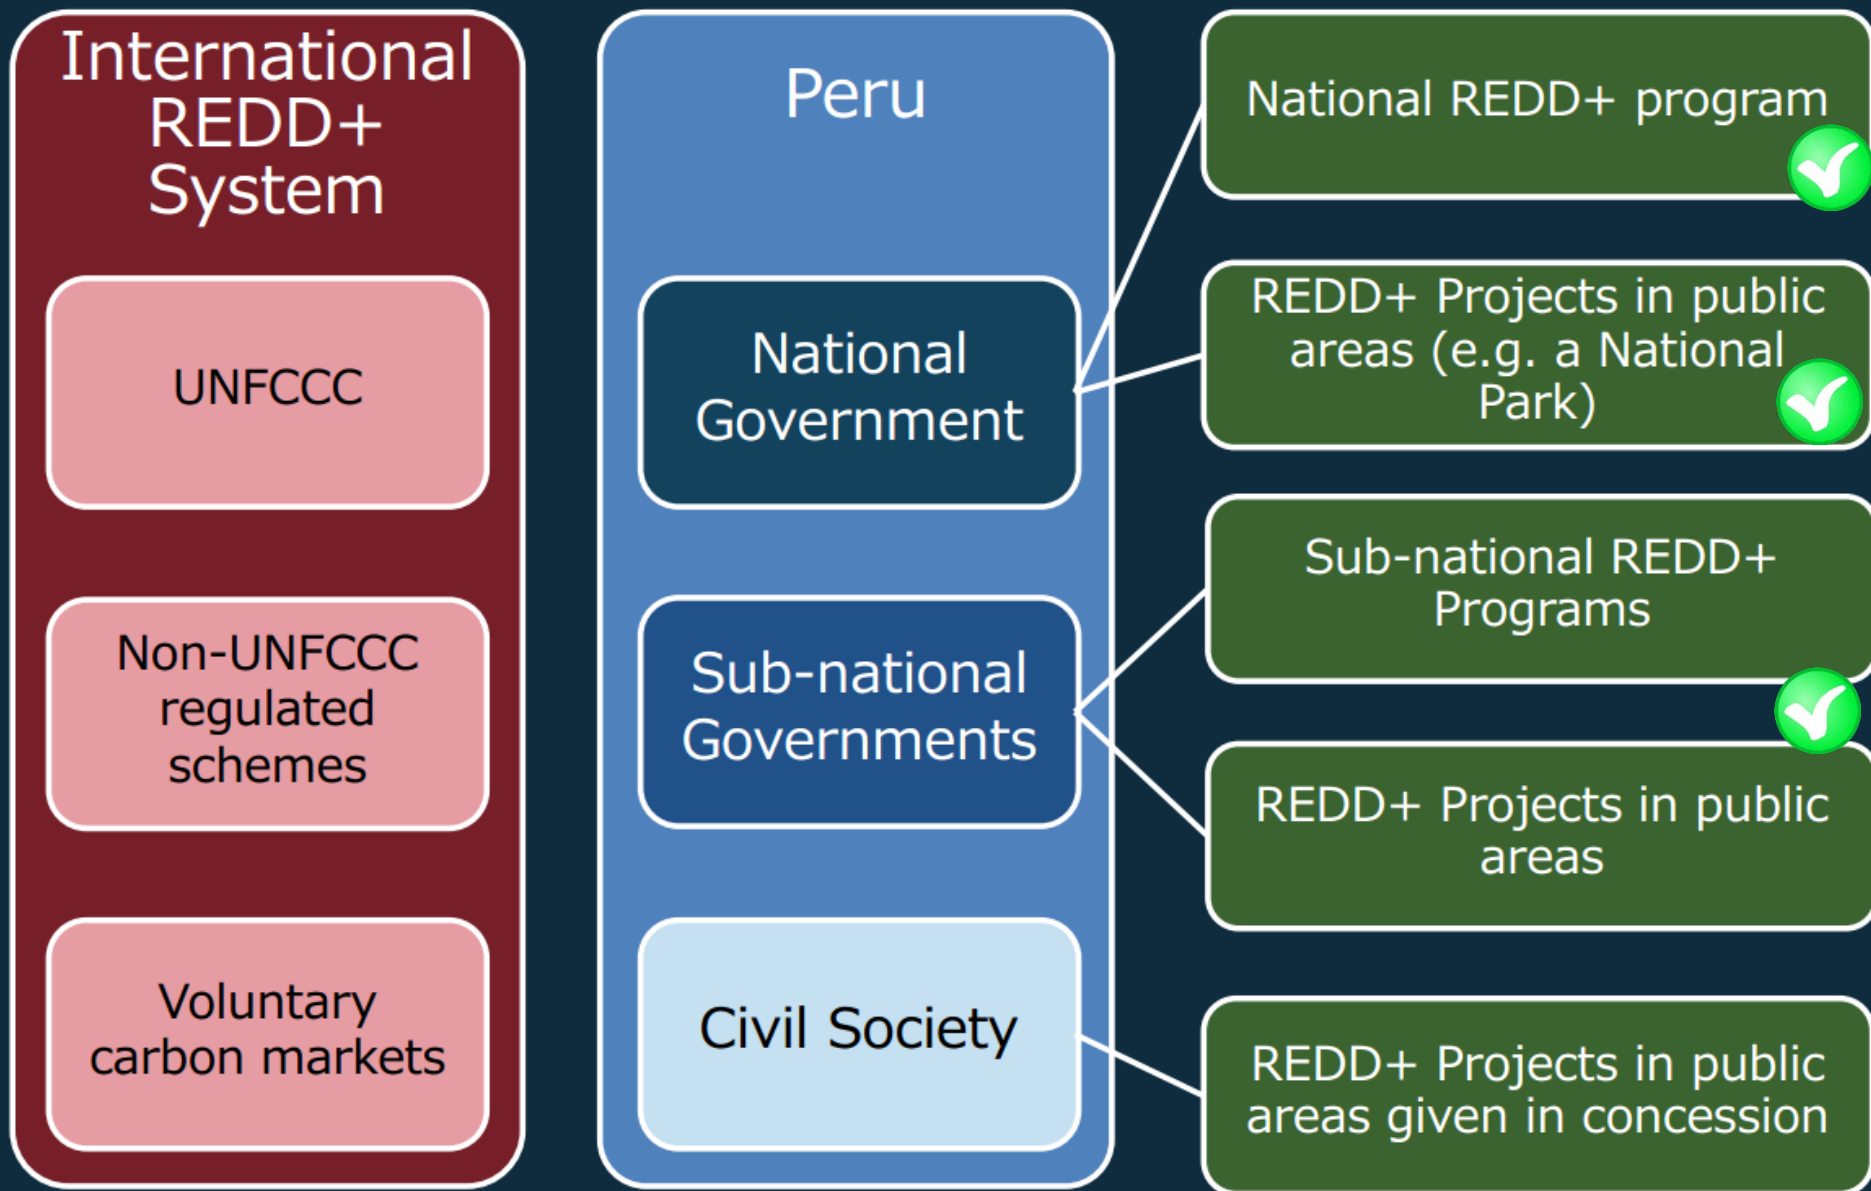 International
REDD+
System
UNFCCC
Non-UNFCCC
regulated
schemes
Voluntary
carbon markets
Peru
National
Government
Sub-national
Governments
Civil Society
National REDD+ program
REDD+ Projects in public
areas (e.g. a National
Park)
Sub-national REDD+
Programs
REDD+ Projects in public
areas
REDD+ Projects in public
areas given in concession